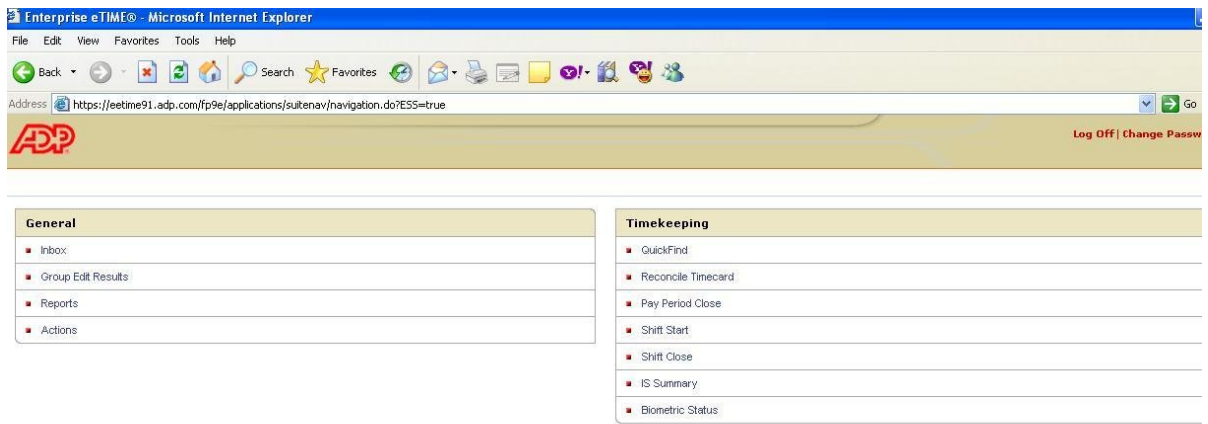 Enterprise eTIME® - Microsoft Internet Explorer
File Edit View Favorites Tools Help
Back Search Favorites Y!
Address https://eetime91.adp.com/fp9e/applications/suitenav/navigation.do?ESS=true Go
ADP
Log Off | Change Passw
General
Inbox
Group Edit Results
Reports
Actions
Timekeeping
QuickFind
Reconcile Timecard
Pay Period Close
Shift Start
Shift Close
IS Summary
Biometric Status